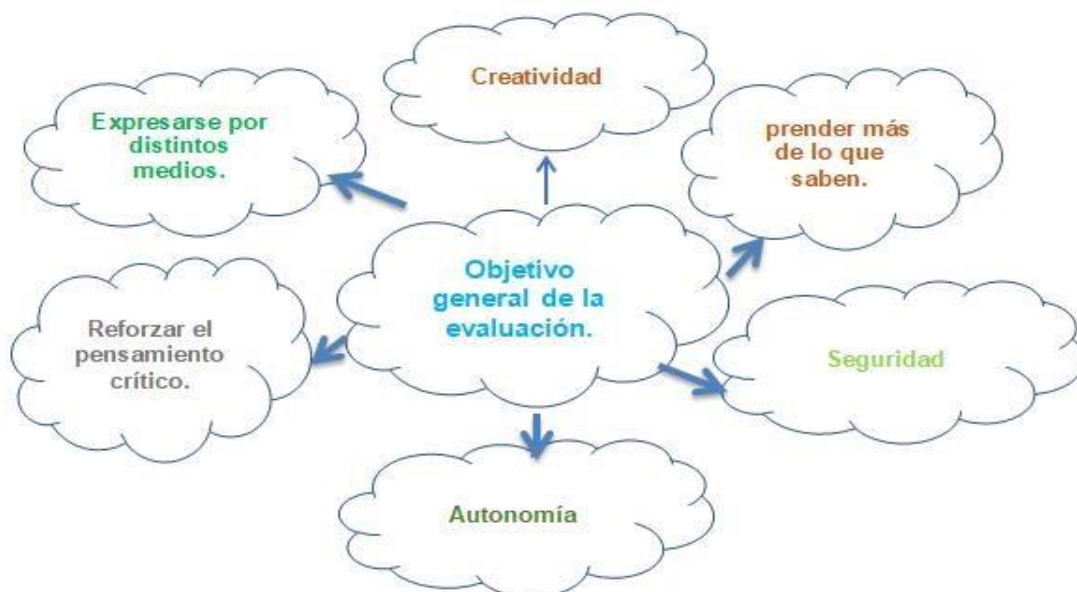 Creatividad
Expresarse por
distintos
medios.
prender más
de lo que
saben.
Objetivo
general de la
evaluación.
Reforzar el
pensamiento
crítico.
Seguridad
Autonomía